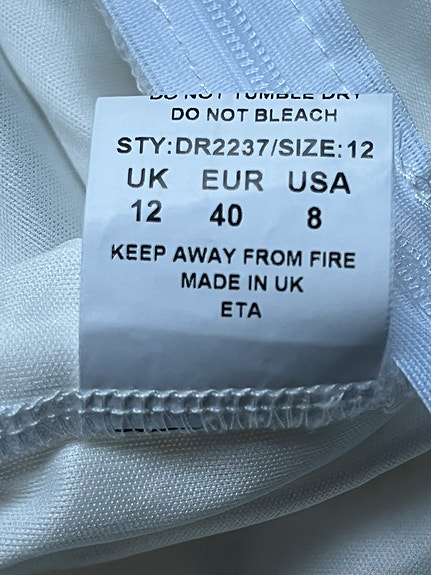 DO NOT TUMBLE DRY
DO NOT BLEACH
STY:DR2237/SIZE:12
UK EUR USA
12 40 8
KEEP AWAY FROM FIRE
MADE IN UK
ETA